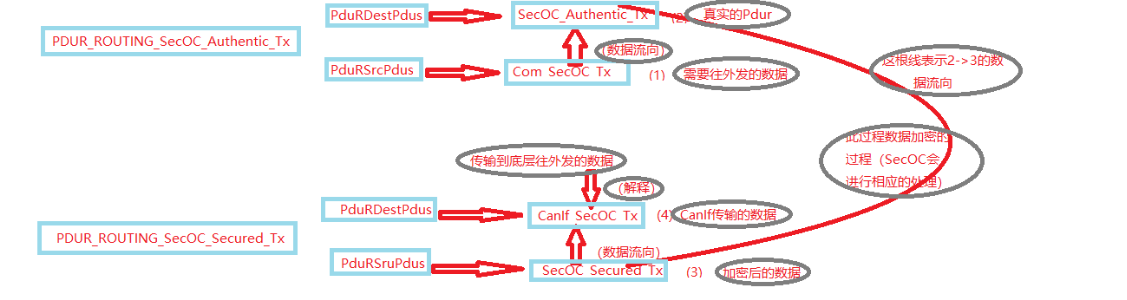 PduRDestPdus
SecOC_Authentic_Tx
(2)
真实的Pdur
PDUR_ROUTING_SecOC_Authentic_Tx
(数据流向)
这根线表示2->3的数
据流向
PduRSrcPdus
Com SecOC_Tx
(1)
需要往外发的数据
此过程数据加密的
过程（SecOC会
进行相应的处理）
传输到底层往外发的数据
(解释)
PduRDestPdus
CanIf SecOC Tx
(4)
CanIf传输的数据
PDUR_ROUTING_SecOC_Secured_Tx
(数据流向)
PduRSruPdus
SecOC_Secured_Tx
(3)
加密后的数据